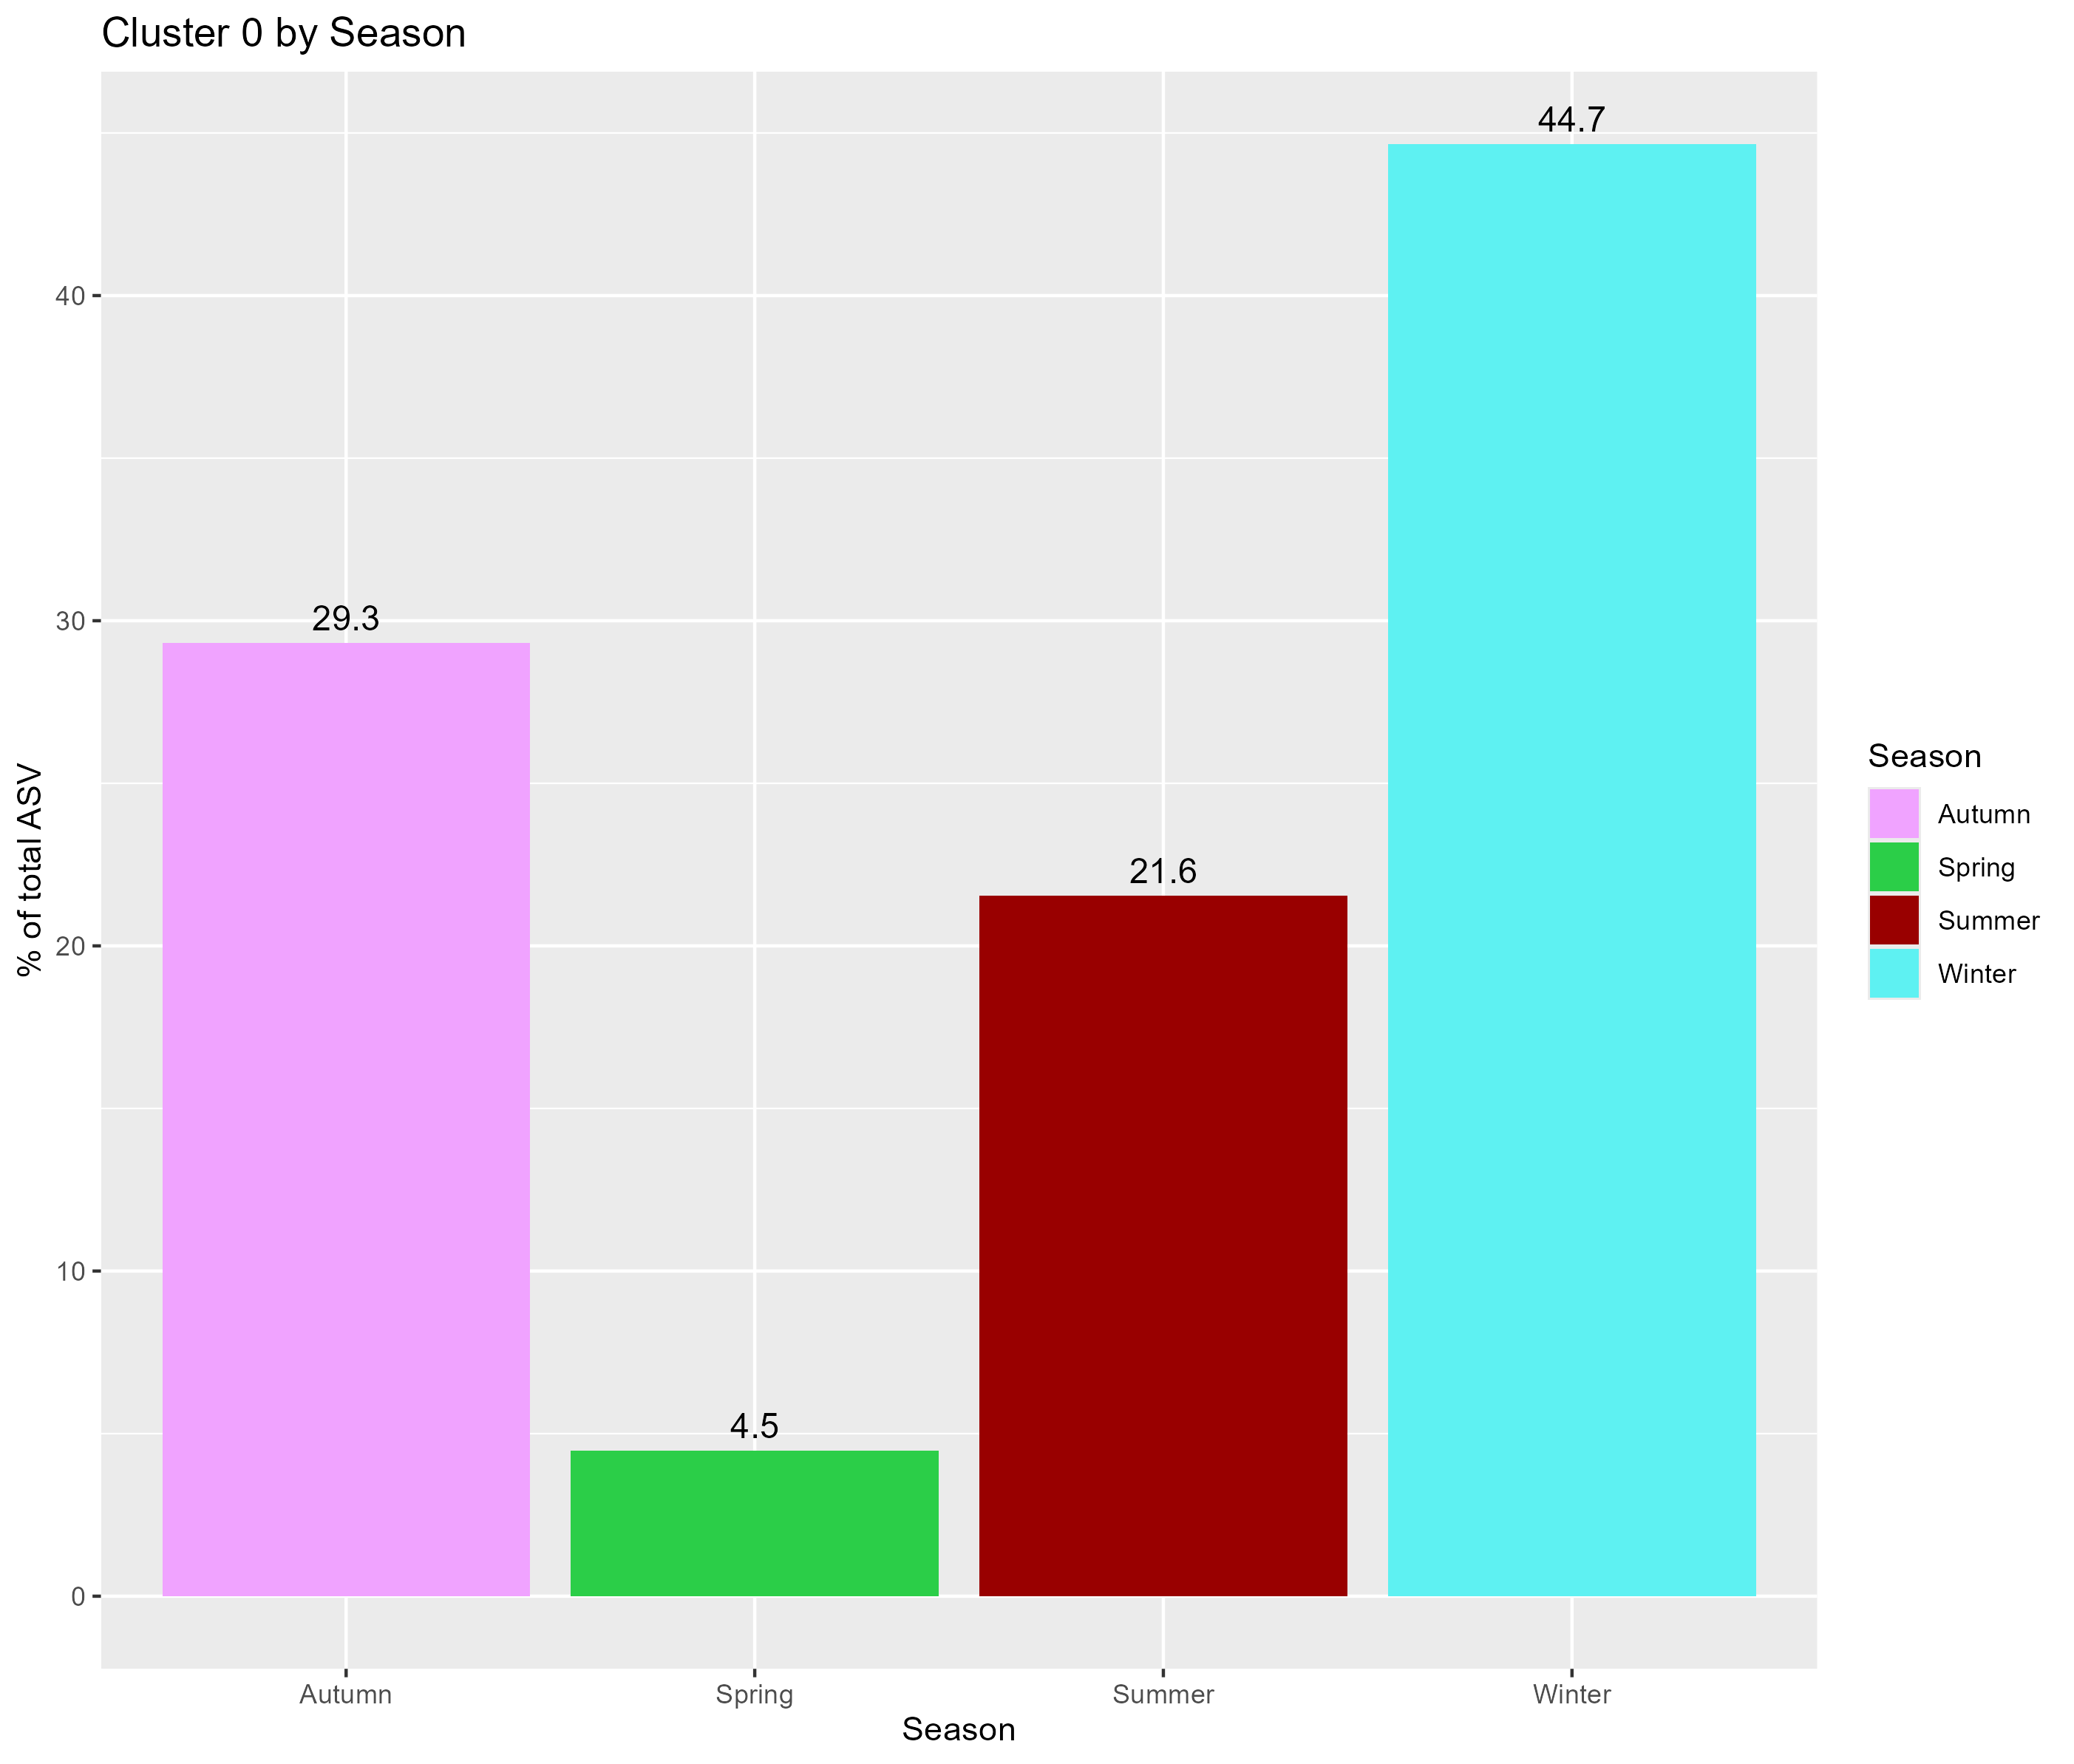 Cluster 0 by Season
% of total ASV
40
30
20
10
0
29.3
4.5
21.6
44.7
Autumn
Spring
Summer
Winter
Season
Season
Autumn
Spring
Summer
Winter